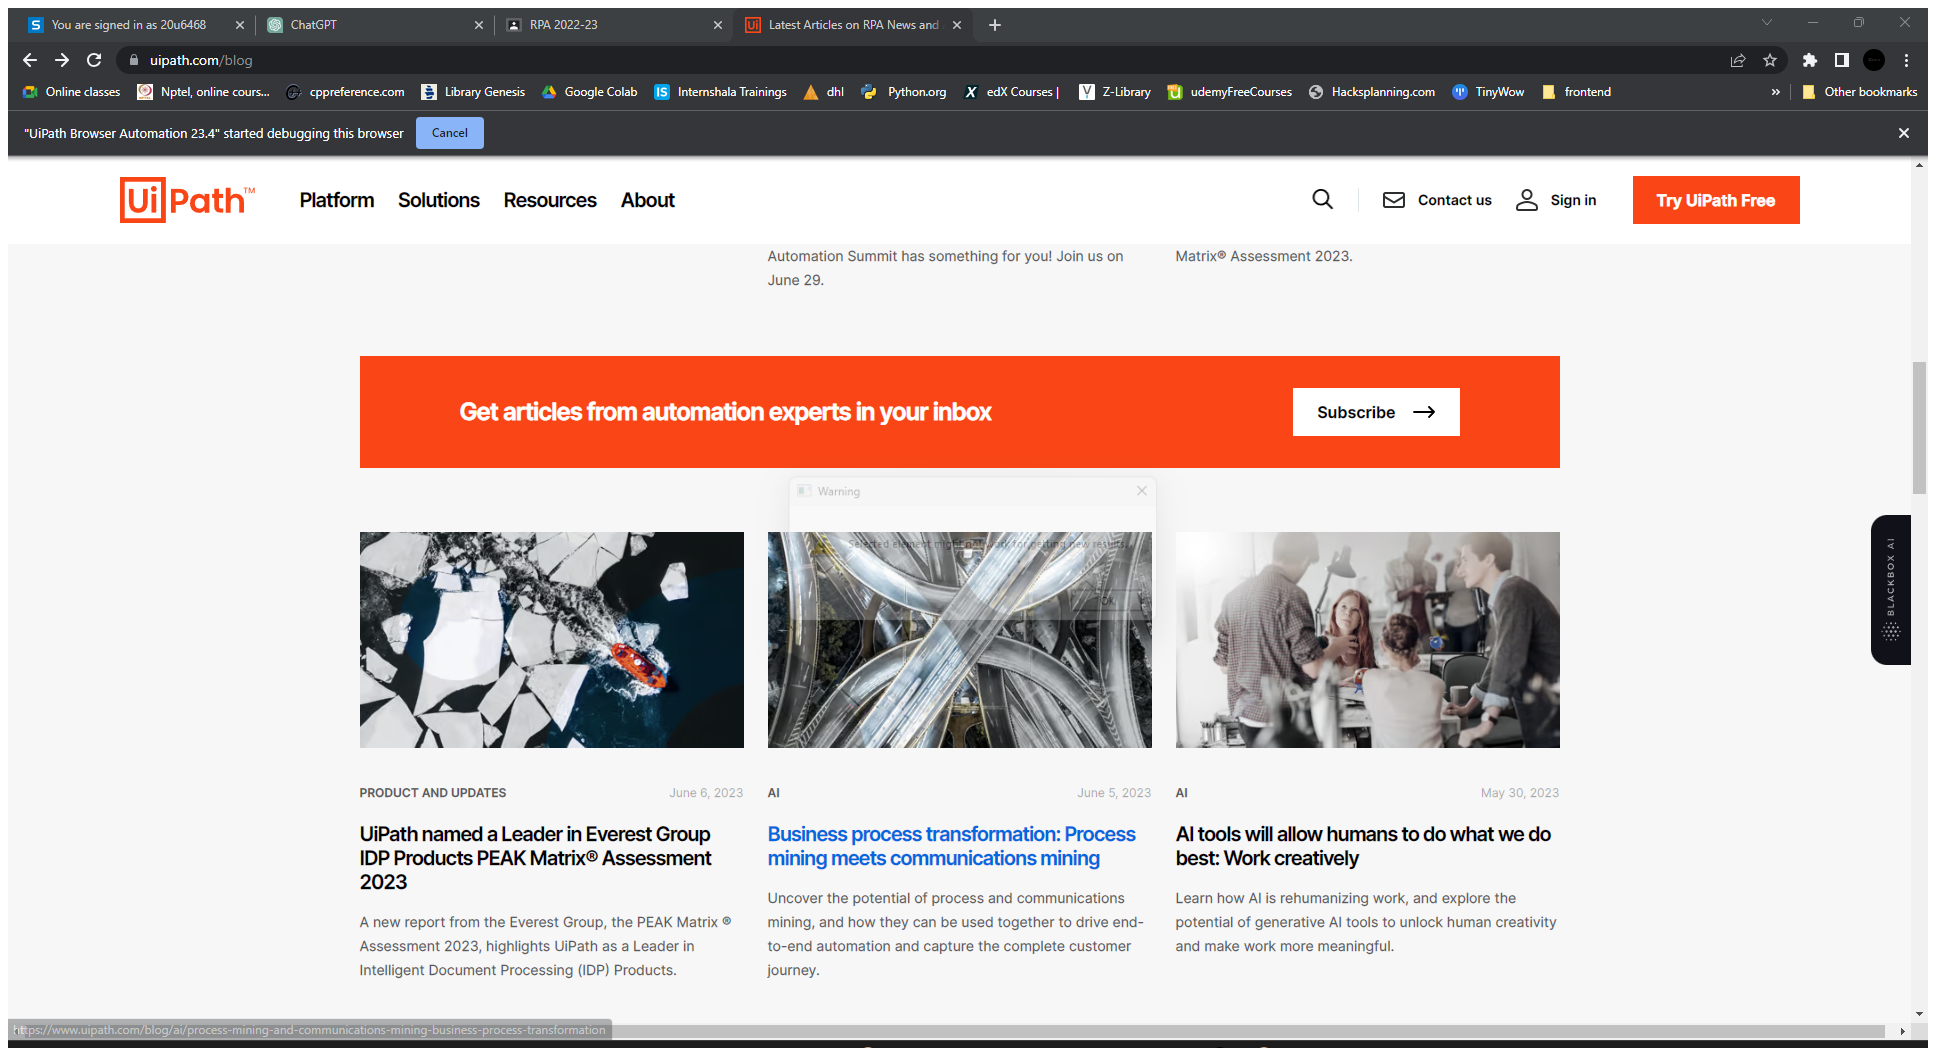 You are signed in as 20u6468
ChatGPT
RPA 2022-23
Latest Articles on RPA News and
uipath.com/blog
Online classes
Nptel, online cours...
cppreference.com
Library Genesis
Google Colab
Internshala Trainings
dhl
Python.org
edX Courses |
Z-Library
udemyFreeCourses
Hacksplanning.com
TinyWow
frontend
»
Other bookmarks
"UiPath Browser Automation 23.4" started debugging this browser
Cancel
UiPath™
Platform
Solutions
Resources
About
Contact us
Sign in
Try UiPath Free
Automation Summit has something for you! Join us on
June 29.
Matrix® Assessment 2023.
Get articles from automation experts in your inbox
Subscribe
Warning
Selected element might not work for getting new results.
Ok
BLACKBOX AI
PRODUCT AND UPDATES
June 6, 2023
UiPath named a Leader in Everest Group
IDP Products PEAK Matrix® Assessment
2023
A new report from the Everest Group, the PEAK Matrix ®
Assessment 2023, highlights UiPath as a Leader in
Intelligent Document Processing (IDP) Products.
AI
June 5, 2023
Business process transformation: Process
mining meets communications mining
Uncover the potential of process and communications
mining, and how they can be used together to drive end-
to-end automation and capture the complete customer
journey.
AI
May 30, 2023
AI tools will allow humans to do what we do
best: Work creatively
Learn how AI is rehumanizing work, and explore the
potential of generative AI tools to unlock human creativity
and make work more meaningful.
https://www.uipath.com/blog/ai/process-mining-and-communications-mining-business-process-transformation